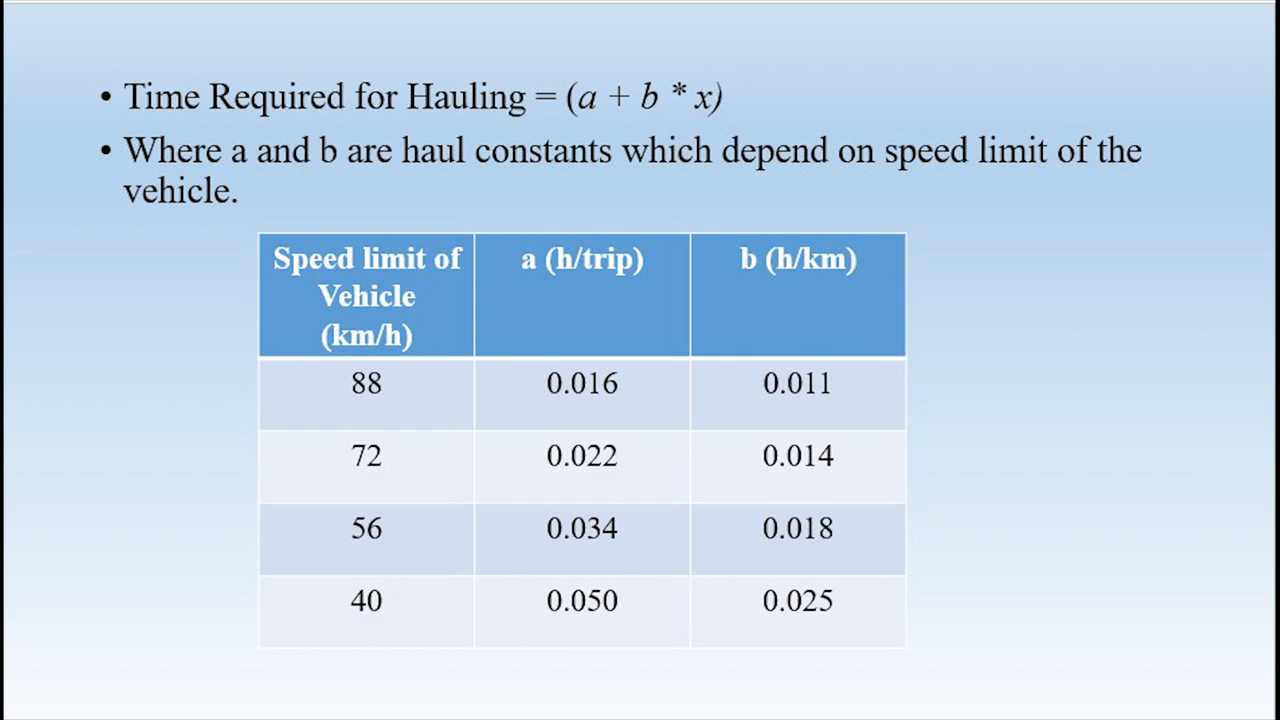 • Time Required for Hauling = (a + b * x)
• Where a and b are haul constants which depend on speed limit of the
vehicle.
Speed limit of
Vehicle
(km/h)
a (h/trip)
b (h/km)
88
0.016
0.011
72
0.022
0.014
56
0.034
0.018
40
0.050
0.025